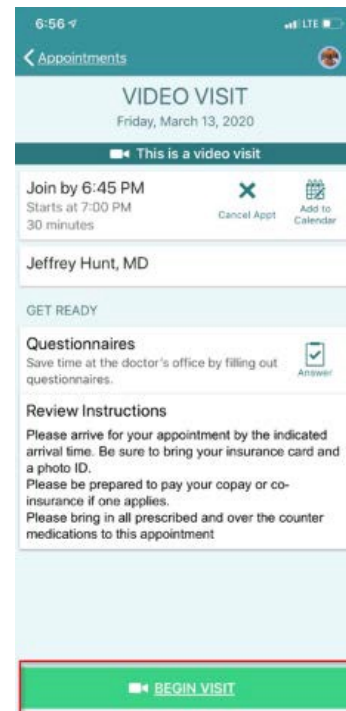 6:56 LTE
Appointments
VIDEO VISIT
Friday, March 13, 2020
This is a video visit
Join by 6:45 PM
Starts at 7:00 PM
30 minutes
Cancel Appt
Add to
Calendar
Jeffrey Hunt, MD
GET READY
Questionnaires
Save time at the doctor's office by filling out
questionnaires.
Answer
Review Instructions
Please arrive for your appointment by the indicated
arrival time. Be sure to bring your insurance card and
a photo ID.
Please be prepared to pay your copay or co-
insurance if one applies.
Please bring in all prescribed and over the counter
medications to this appointment
BEGIN VISIT